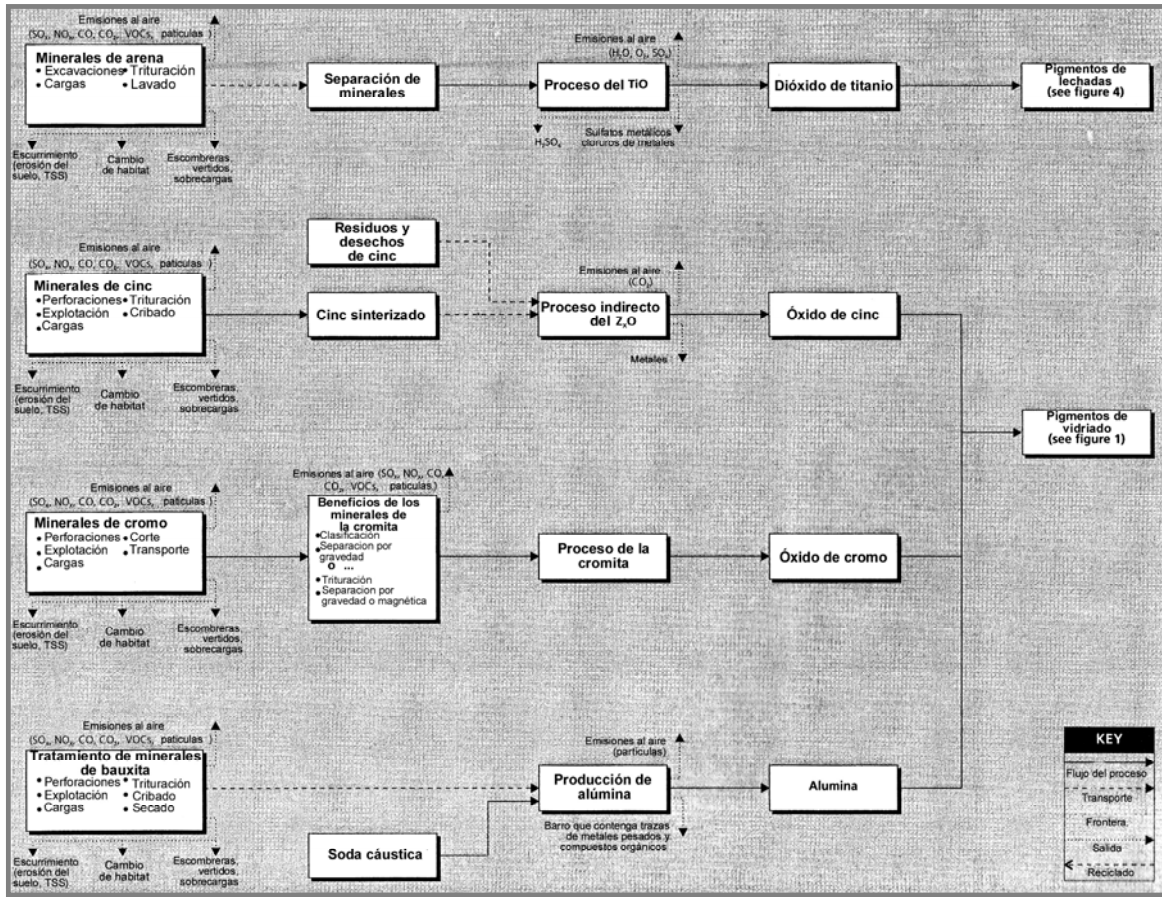 Emisiones al aire
(SOₓ, NOₓ, CO, CO₂, VOCs, patículas )
Minerales de arena
• Excavaciones • Trituración
• Cargas • Lavado
Escurrimiento
(erosión del
suelo, TSS)
Cambio
de habitat
Escombreras,
vertidos,
sobrecargas
Separación de
minerales
Emisiones al aire
(H₂O, O₂, SO₂)
Proceso del TiO
H₂SO₄
Sulfatos metálicos
cloruros de metales
Dióxido de titanio
Pigmentos de
lechadas
(see figure 4)
Emisiones al aire
(SOₓ, NOₓ, CO, CO₂, VOCs, patículas )
Minerales de cinc
• Perforaciones • Trituración
• Explotación • Cribado
• Cargas
Escurrimiento
(erosión del
suelo, TSS)
Cambio
de habitat
Escombreras,
vertidos,
sobrecargas
Residuos y
desechos
de cinc
Cinc sinterizado
Emisiones al aire
(CO₂)
Proceso indirecto
del ZₓO
Metales
Óxido de cinc
Pigmentos de
vidriado
(see figure 1)
Emisiones al aire
(SOₓ, NOₓ, CO, CO₂, VOCs, patículas )
Minerales de cromo
• Perforaciones • Corte
• Explotación • Transporte
• Cargas
Escurrimiento
(erosión del
suelo, TSS)
Cambio
de habitat
Escombreras,
vertidos,
sobrecargas
Emisiones al aire (SOₓ, NOₓ, CO,
CO₂, VOCs, patículas )
Beneficios de los
minerales de
la cromita
• Clasificación
• Separacion por
gravedad
o ...
• Trituración
• Separacion por
gravedad o magnética
Proceso de la
cromita
Óxido de cromo
Emisiones al aire
(SOₓ, NOₓ, CO, CO₂, VOCs, patículas )
Tratamiento de minerales
de bauxita
• Perforaciones • Trituración
• Explotación • Cribado
• Cargas • Secado
Escurrimiento
(erosión del
suelo, TSS)
Cambio
de habitat
Escombreras,
vertidos,
sobrecargas
Soda cáustica
Emisiones al aire
(partículas)
Producción de
alúmina
Barro que contenga trazas
de metales pesados y
compuestos orgánicos
Alumina
KEY
Flujo del proceso
Transporte
Frontera.
Salida
Reciclado